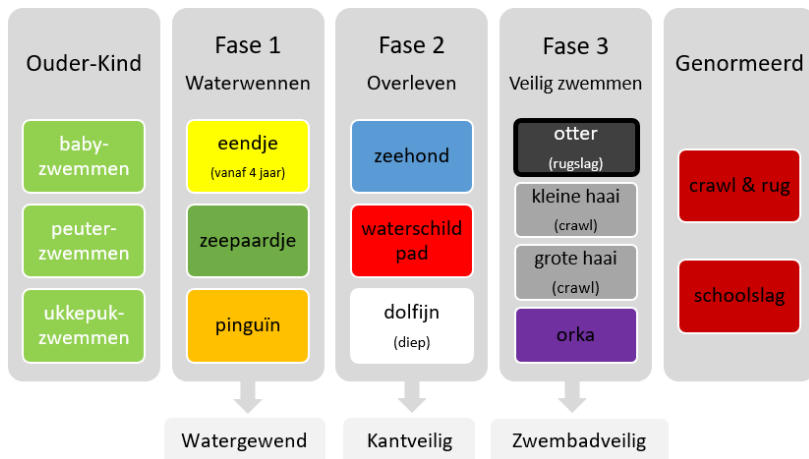 Ouder-Kind
baby-
zwemmen
peuter-
zwemmen
ukkepuk-
zwemmen
Fase 1
Waterwennen
eendje
(vanaf 4 jaar)
zeepaardje
pinguïn
Watergewend
Fase 2
Overleven
zeehond
waterschild
pad
dolfijn
(diep)
Kantveilig
Fase 3
Veilig zwemmen
otter
(rugslag)
kleine haai
(crawl)
grote haai
(crawl)
orka
Zwembadveilig
Genormeerd
crawl & rug
schoolslag